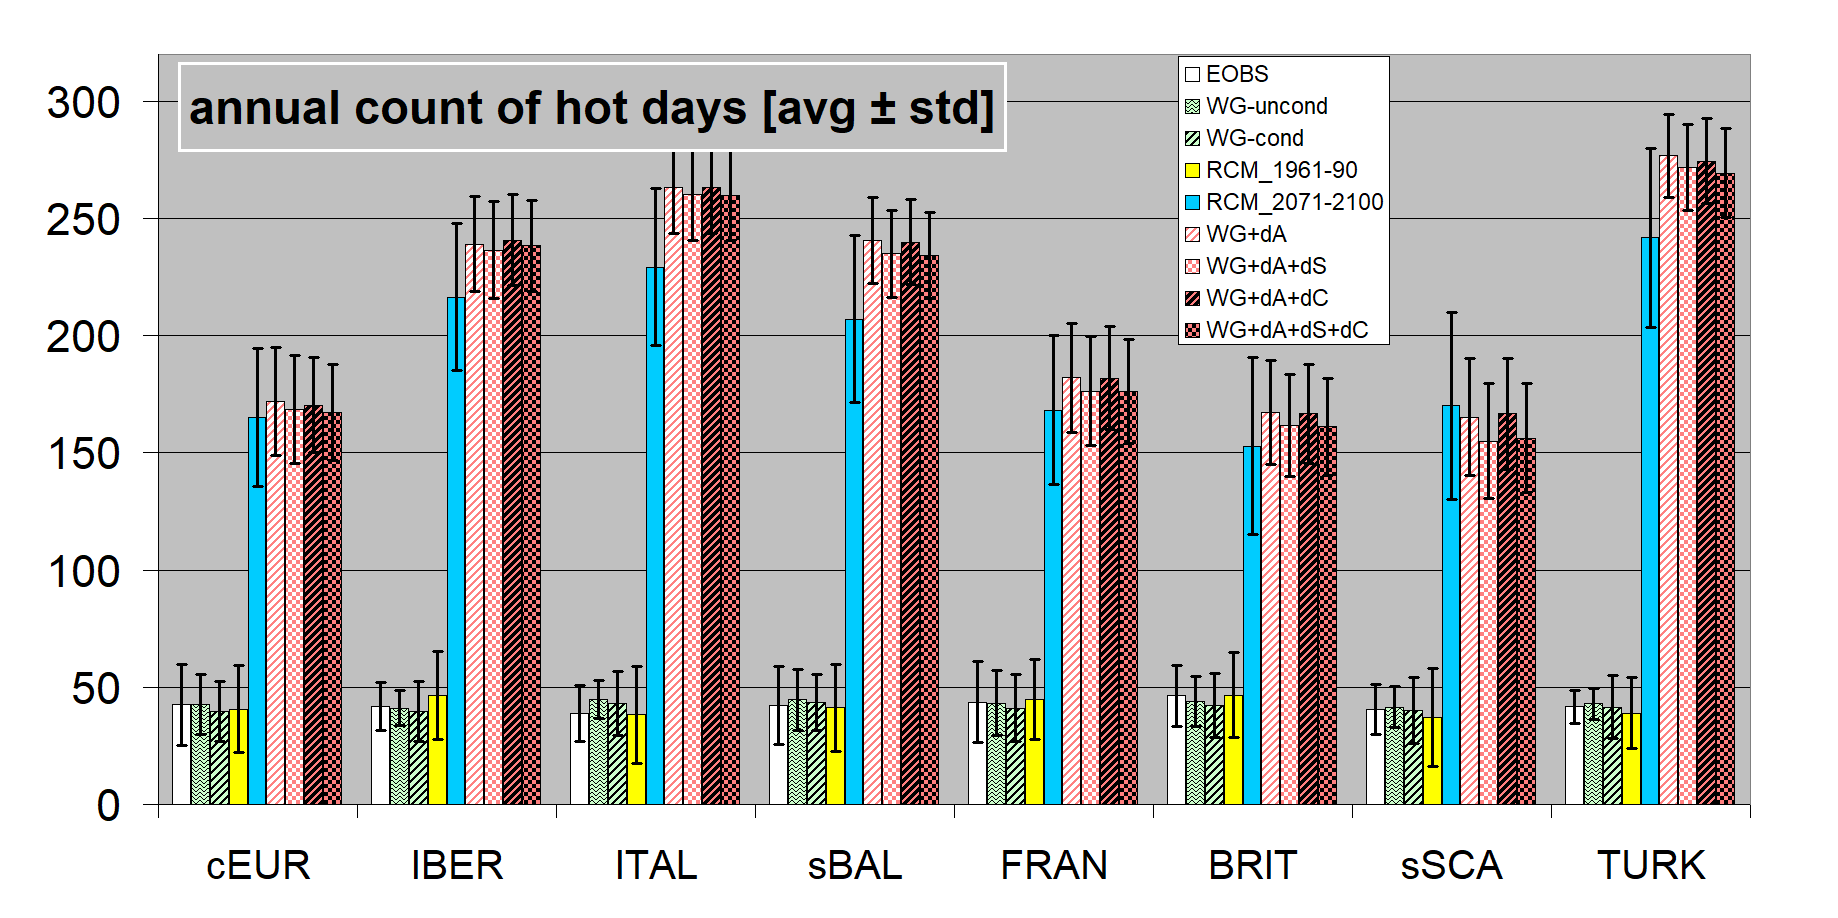 annual count of hot days [avg ± std]
EOBS
WG-uncond
WG-cond
RCM_1961-90
RCM_2071-2100
WG+dA
WG+dA+dS
WG+dA+dC
WG+dA+dS+dC
300
250
200
150
100
50
0
cEUR IBER ITAL sBAL FRAN BRIT sSCA TURK